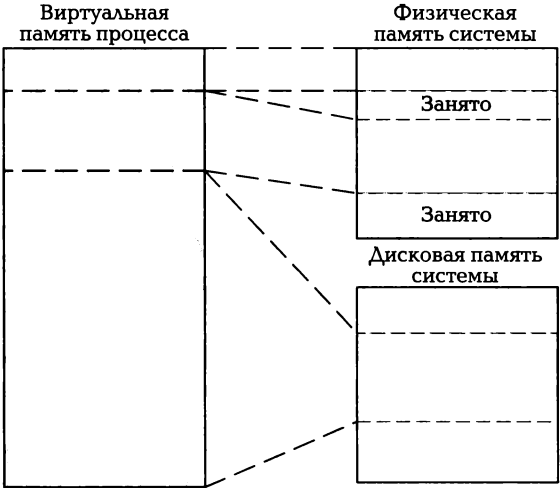 Виртуальная
память процесса
Физическая
память системы
Занято
Занято
Дисковая память
системы